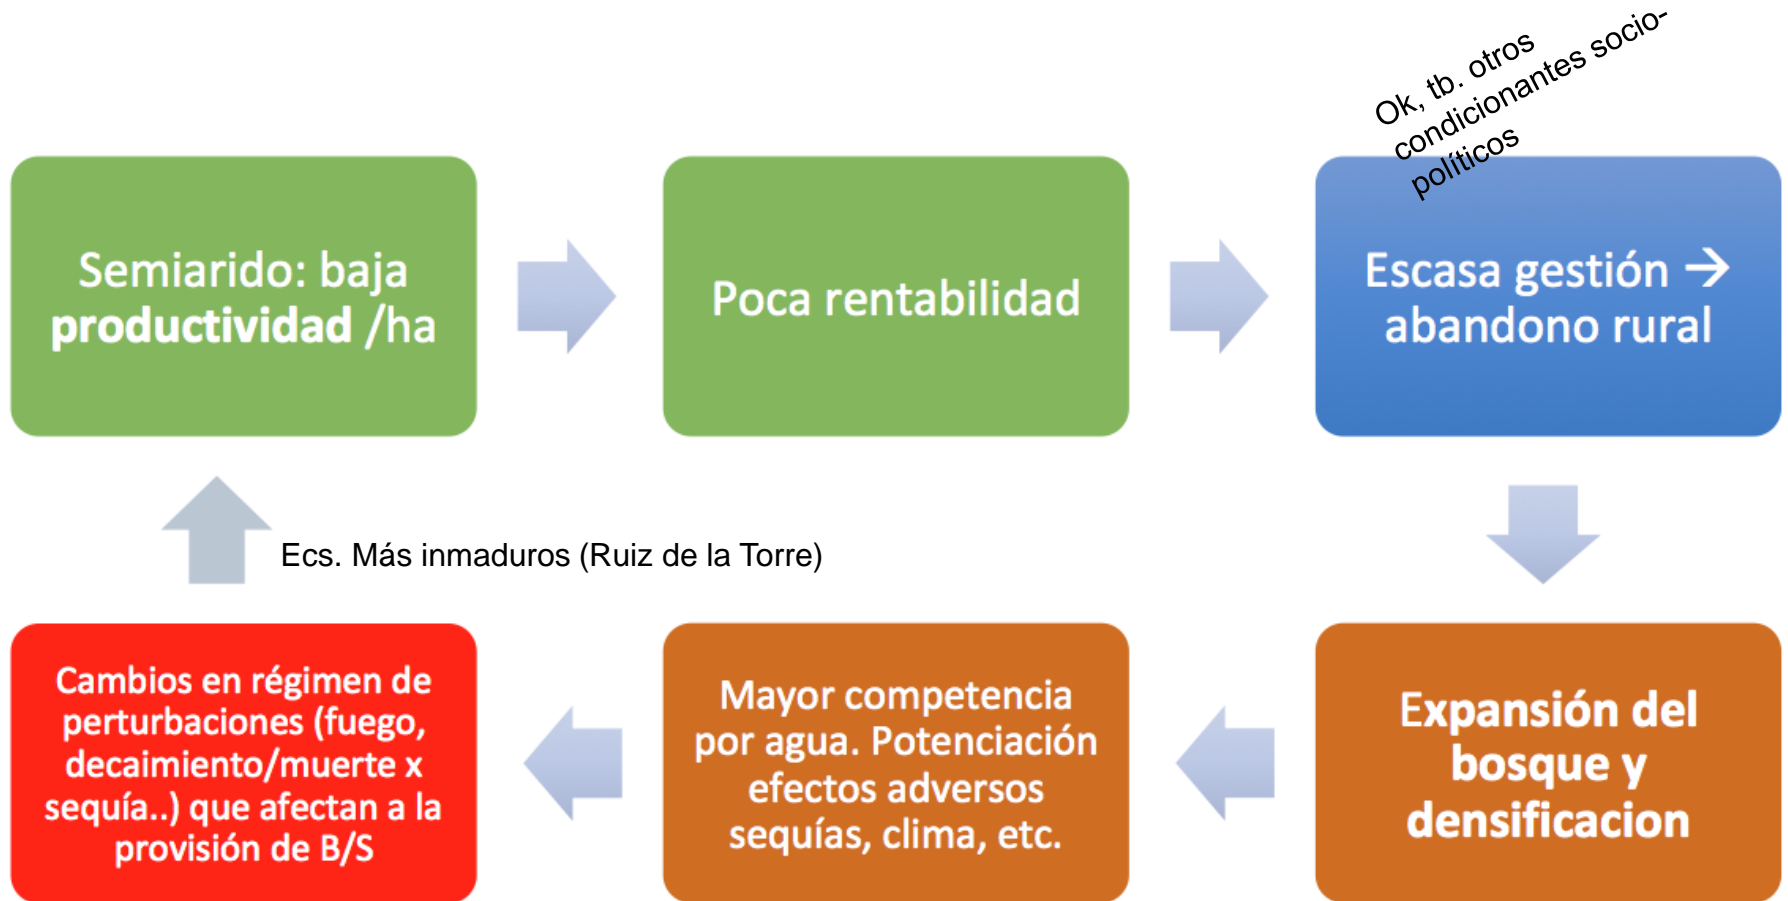 Ok, tb. otros
condicionantes socio-
políticos
Semiarido: baja
productividad /ha
Poca rentabilidad
Escasa gestión →
abandono rural
Ecs. Más inmaduros (Ruiz de la Torre)
Cambios en régimen de
perturbaciones (fuego,
decaimiento/muerte x
sequía..) que afectan a la
provisión de B/S
Mayor competencia
por agua. Potenciación
efectos adversos
sequías, clima, etc.
Expansión del
bosque y
densificacion